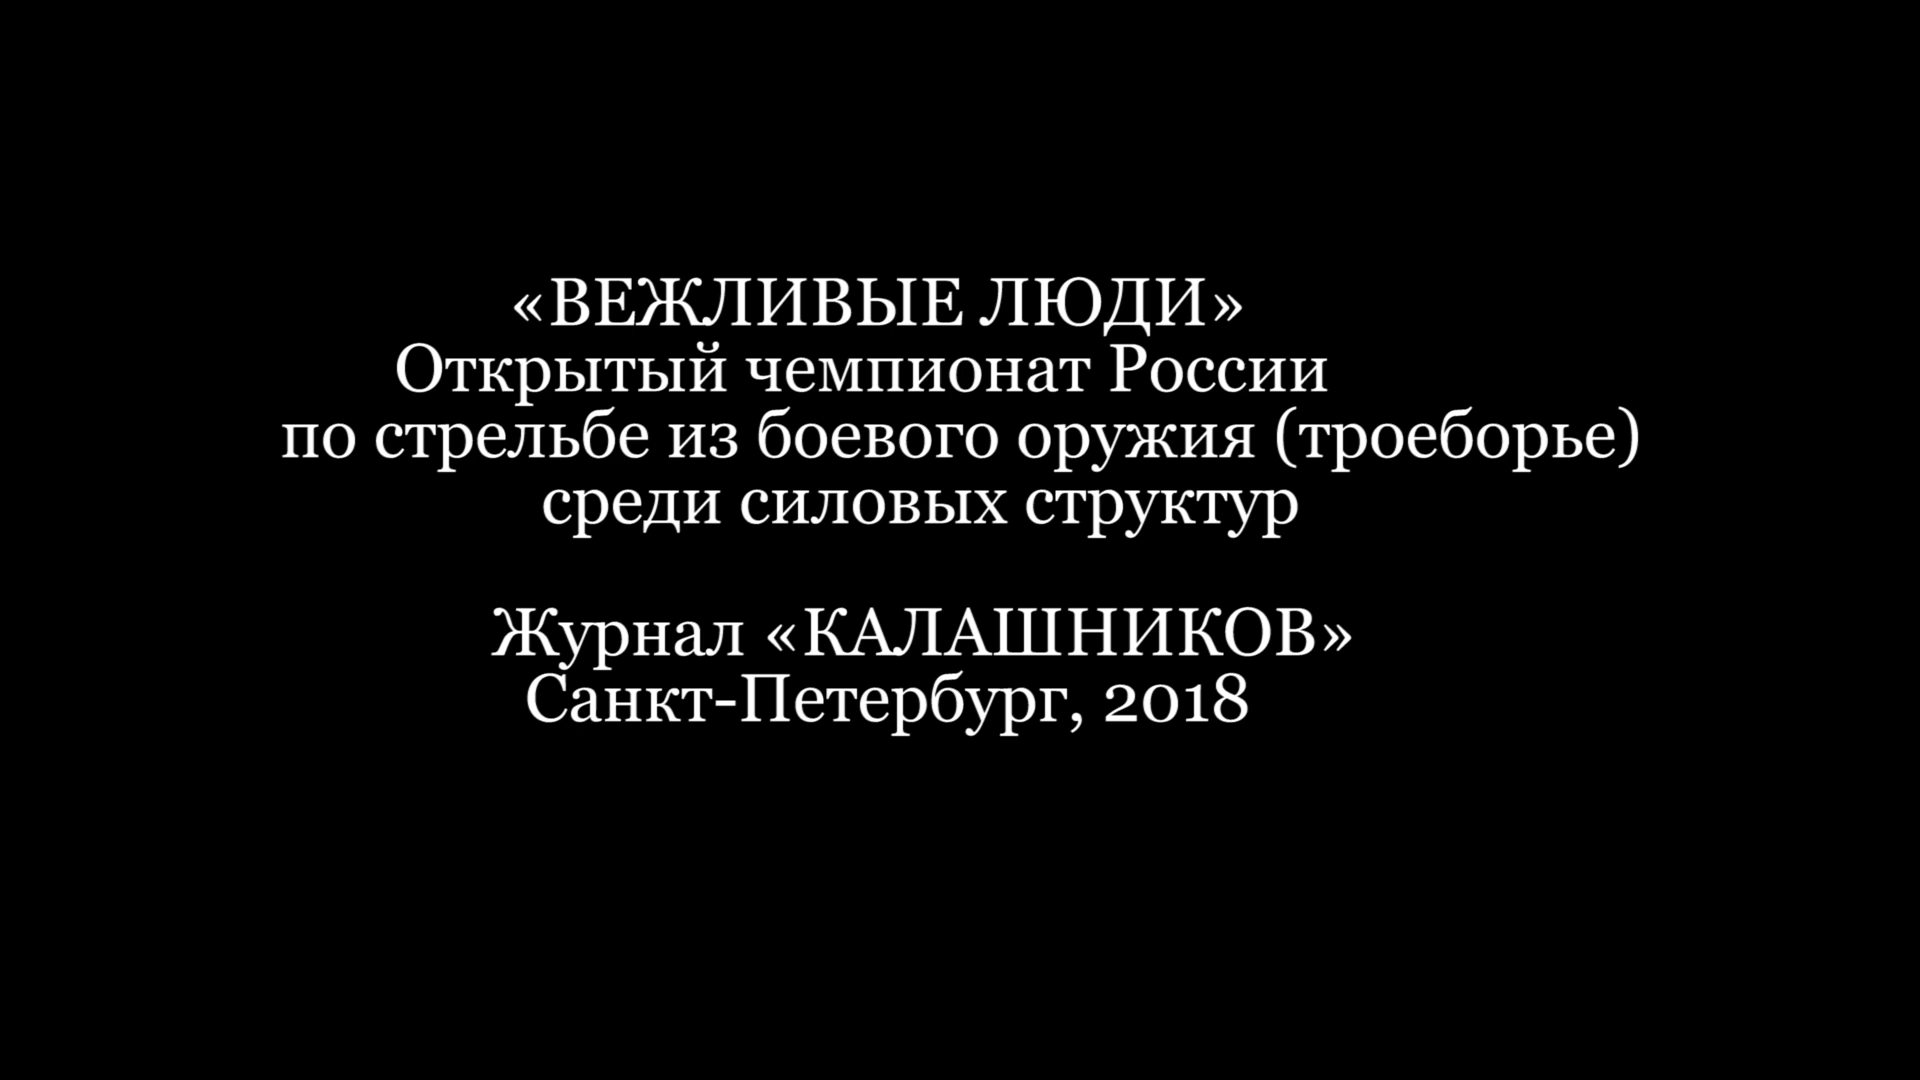 «ВЕЖЛИВЫЕ ЛЮДИ»
Открытый чемпионат России
по стрельбе из боевого оружия (троеборье)
среди силовых структур
Журнал «КАЛАШНИКОВ»
Санкт-Петербург, 2018